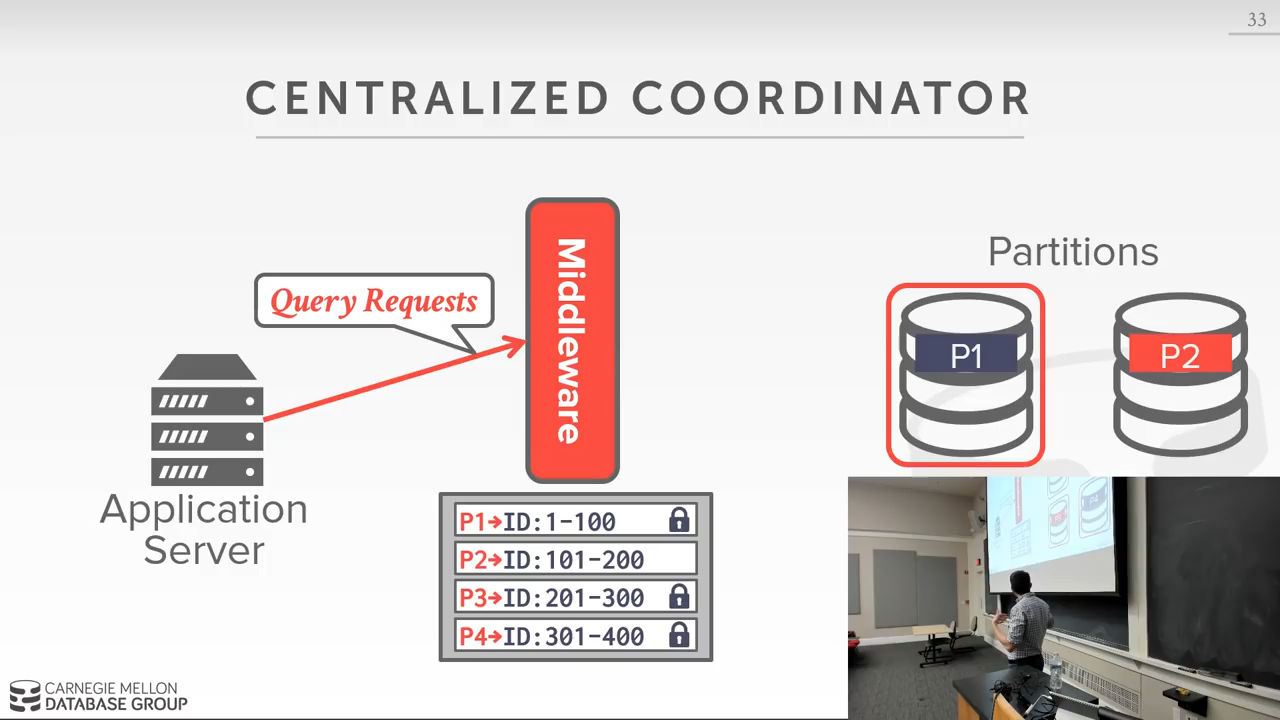 33
CENTRALIZED COORDINATOR
Partitions
Query Requests
Middleware
P1
P2
Application
Server
P1→ID:1-100
P2→ID:101-200
P3→ID:201-300
P4→ID:301-400
CARNEGIE MELLON
DATABASE GROUP